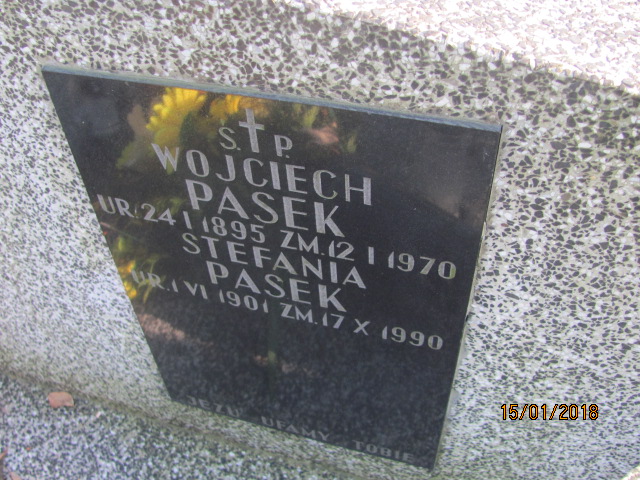 S. P.
WOJCIECH
PASEK
UR. 24 I 1895 ZM. 12 I 1970
STEFANIA
PASEK
UR. 1 VI 1901 ZM. 17 X 1990
JEZU UFAMY TOBIE
15/01/2018